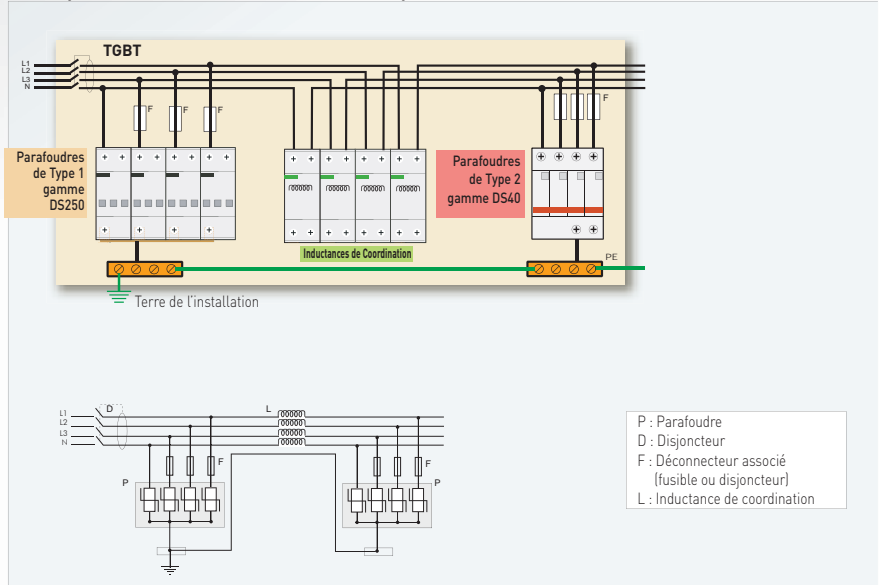 TGBT
L1
L2
L3
N
F
F
F
F
Parafoudres
de Type 1
gamme
DS250
Parafoudres
de Type 2
gamme DS40
Inductances de Coordination
PE
Terre de l'installation
L1
L2
L3
N
D
L
F
F
P
P
P : Parafoudre
D : Disjoncteur
F : Déconnecteur associé
(fusible ou disjoncteur)
L : Inductance de coordination